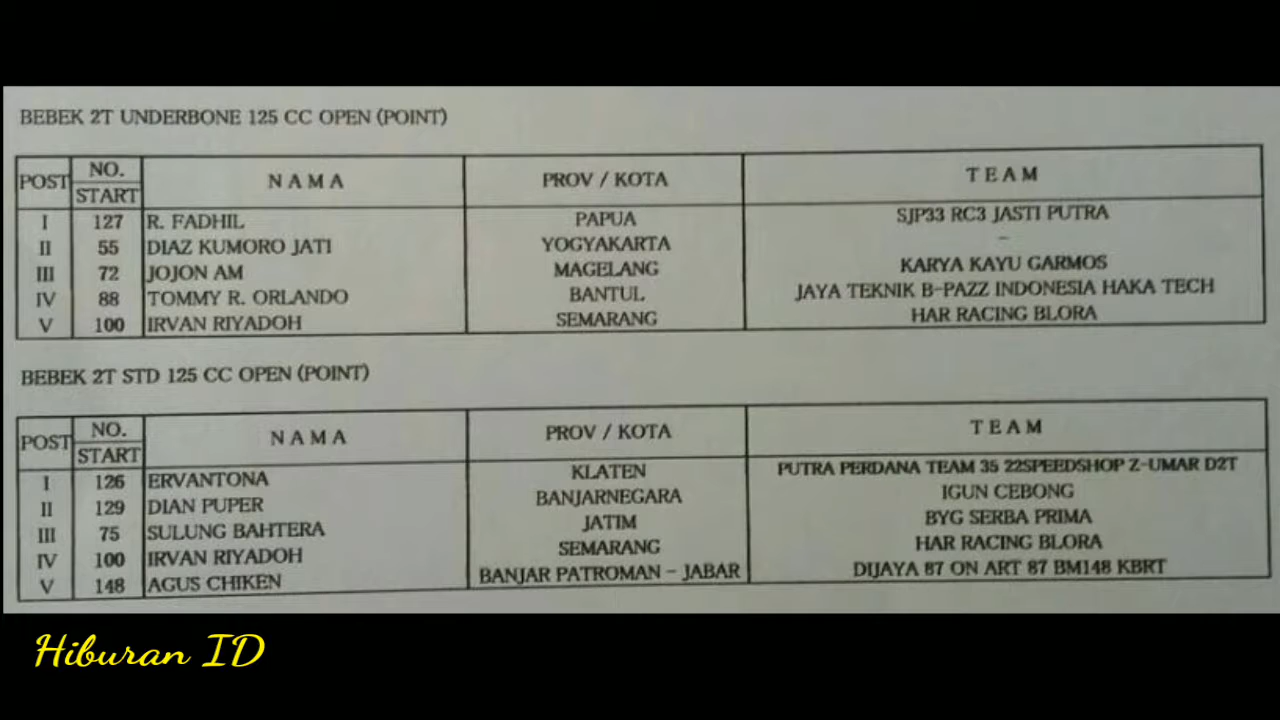 BEBEK 2T UNDERBONE 125 CC OPEN (POINT)
POST NO. START N A M A PROV / KOTA T E A M
I 127 R. FADHIL PAPUA SJP33 RC3 JASTI PUTRA
II 55 DIAZ KUMORO JATI YOGYAKARTA -
III 72 JOJON AM MAGELANG KARYA KAYU GARMOS
IV 88 TOMMY R. ORLANDO BANTUL JAYA TEKNIK B-PAZZ INDONESIA HAKA TECH
V 100 IRVAN RIYADOH SEMARANG HAR RACING BLORA
BEBEK 2T STD 125 CC OPEN (POINT)
POST NO. START N A M A PROV / KOTA T E A M
I 126 ERVANTONA KLATEN PUTRA PERDANA TEAM 35 22SPEEDSHOP Z-UMAR D2T
II 129 DIAN PUPER BANJARNEGARA IGUN CEBONG
III 75 SULUNG BAHTERA JATIM BYG SERBA PRIMA
IV 100 IRVAN RIYADOH SEMARANG HAR RACING BLORA
V 148 AGUS CHIKEN BANJAR PATROMAN - JABAR DIJAYA 87 ON ART 87 BM148 KBRT
Hiburan ID